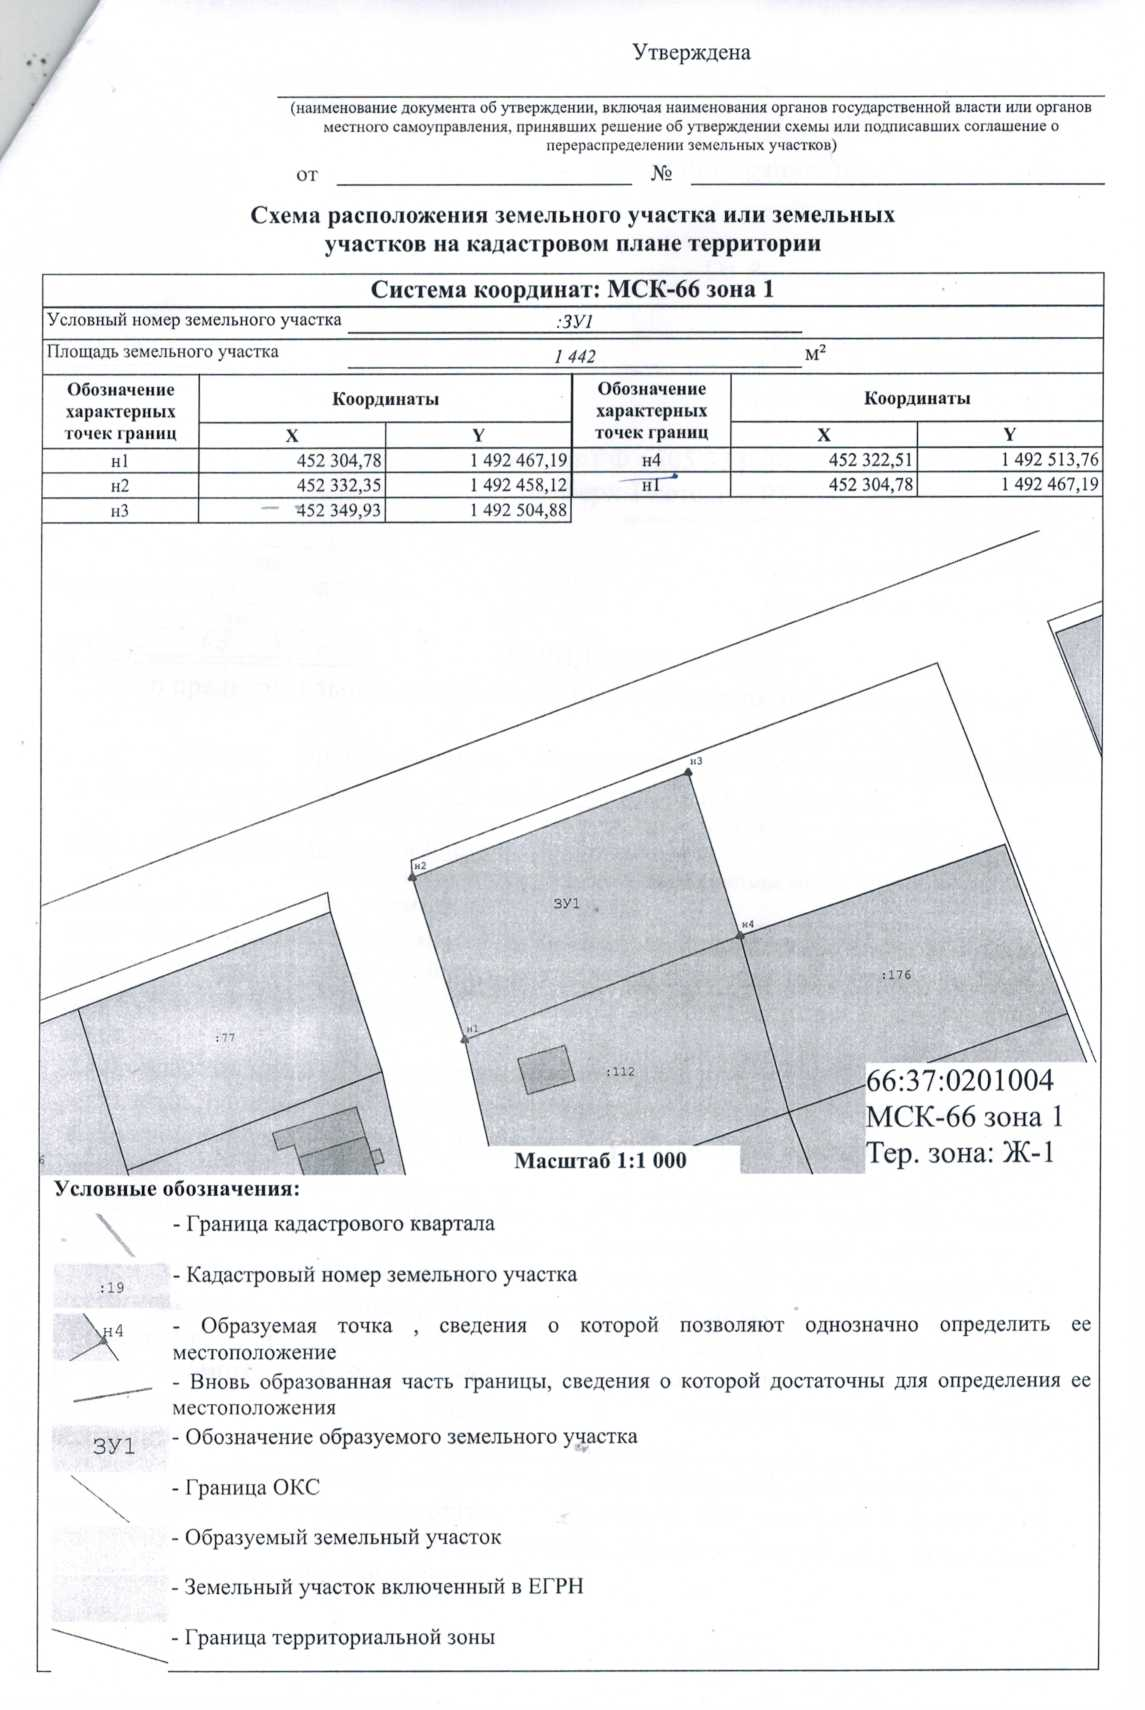 Утверждена
(наименование документа об утверждении, включая наименования органов государственной власти или органов
местного самоуправления, принявших решение об утверждении схемы или подписавших соглашение о
перераспределении земельных участков)
от № 
Схема расположения земельного участка или земельных
участков на кадастровом плане территории
Система координат: МСК-66 зона 1
Условный номер земельного участка :ЗУ1
Площадь земельного участка 1 442 м²
Обозначение характерных точек границ Координаты Обозначение характерных точек границ Координаты
X Y X Y
н1 452 304,78 1 492 467,19 н4 452 322,51 1 492 513,76
н2 452 332,35 1 492 458,12 н1 452 304,78 1 492 467,19
н3 452 349,93 1 492 504,88
н3
н2
ЗУ1
н4
:176
н1
:77
:112
66:37:0201004
МСК-66 зона 1
Тер. зона: Ж-1
Масштаб 1:1 000
Условные обозначения:
- Граница кадастрового квартала
:19 - Кадастровый номер земельного участка
н4 - Образуемая точка , сведения о которой позволяют однозначно определить ее
местоположение
- Вновь образованная часть границы, сведения о которой достаточны для определения ее
местоположения
ЗУ1 - Обозначение образуемого земельного участка
- Граница ОКС
- Образуемый земельный участок
- Земельный участок включенный в ЕГРН
- Граница территориальной зоны